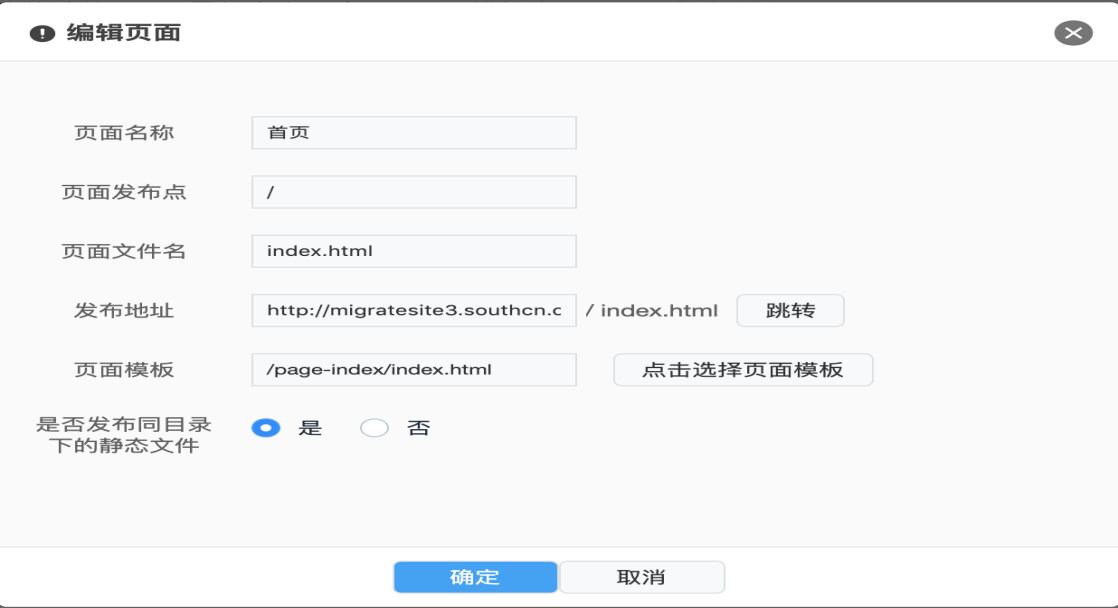 编辑页面
页面名称 首页
页面发布点 /
页面文件名 index.html
发布地址 http://migratesite3.southcn.c / index.html 跳转
页面模板 /page-index/index.html 点击选择页面模板
是否发布同目录
下的静态文件 是 否
确定 取消